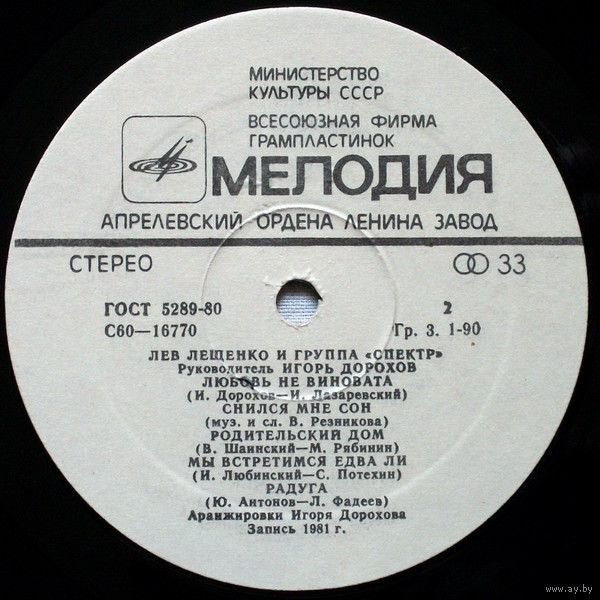 МИНИСТЕРСТВО
КУЛЬТУРЫ СССР
ВСЕСОЮЗНАЯ ФИРМА
ГРАМПЛАСТИНОК
МЕЛОДИЯ
АПРЕЛЕВСКИЙ ОРДЕНА ЛЕНИНА ЗАВОД
СТЕРЕО 33
ГОСТ 5289-80 2
С60—16770 Гр. 3. 1-90
ЛЕВ ЛЕЩЕНКО И ГРУППА «СПЕКТР»
Руководитель ИГОРЬ ДОРОХОВ
ЛЮБОВЬ НЕ ВИНОВАТА
(И. Дорохов—И. Лазаревский)
СНИЛСЯ МНЕ СОН
(муз. и сл. В. Резникова)
РОДИТЕЛЬСКИЙ ДОМ
(В. Шаинский—М. Рябинин)
МЫ ВСТРЕТИМСЯ ЕДВА ЛИ
(И. Любинский—С. Потехин)
РАДУГА
(Ю. Антонов—Л. Фадеев)
Аранжировки Игоря Дорохова
Запись 1981 г.
www.ay.by